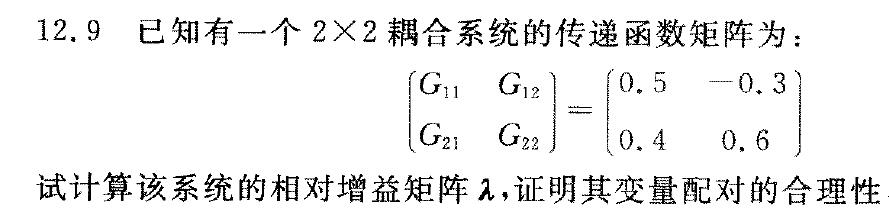 12.9 已知有一个 2×2 耦合系统的传递函数矩阵为:
[G₁₁ G₁₂] = [0.5 -0.3]
[G₂₁ G₂₂] [0.4 0.6]
试计算该系统的相对增益矩阵 λ,证明其变量配对的合理性